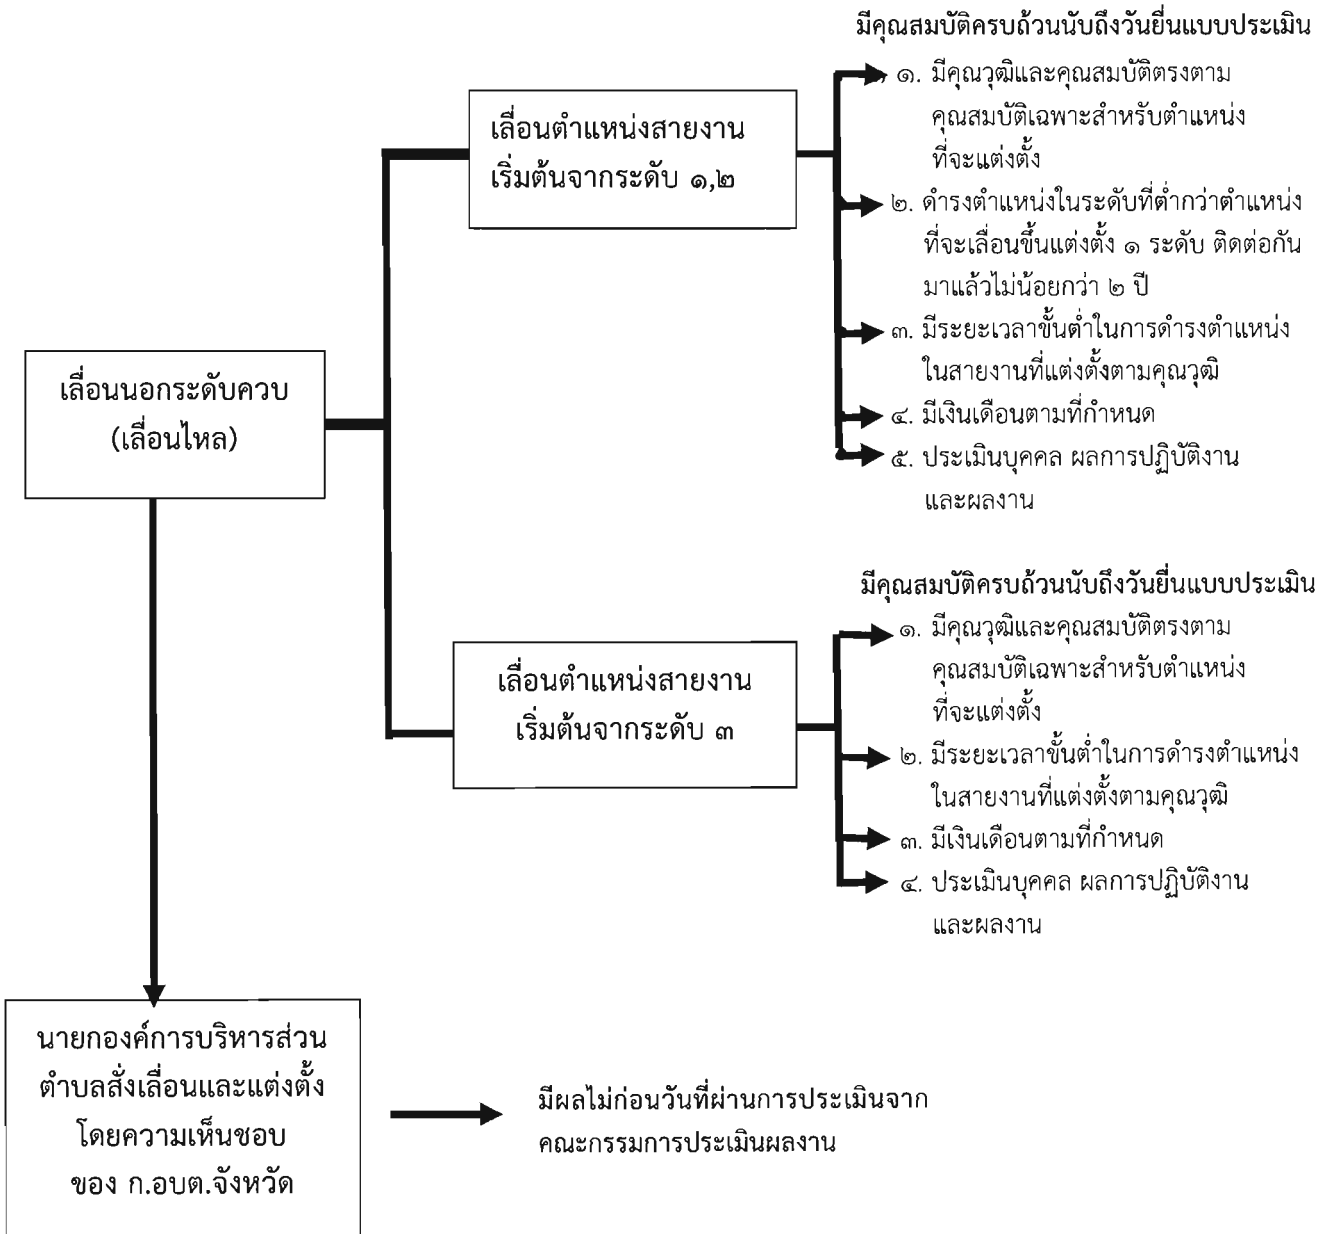 มีคุณสมบัติครบถ้วนนับถึงวันยื่นแบบประเมิน
๑. มีคุณวุฒิและคุณสมบัติตรงตาม
คุณสมบัติเฉพาะสำหรับตำแหน่ง
ที่จะแต่งตั้ง
เลื่อนตำแหน่งสายงาน
เริ่มต้นจากระดับ ๑,๒
๒. ดำรงตำแหน่งในระดับที่ต่ำกว่าตำแหน่ง
ที่จะเลื่อนขึ้นแต่งตั้ง ๑ ระดับ ติดต่อกัน
มาแล้วไม่น้อยกว่า ๒ ปี
๓. มีระยะเวลาขั้นต่ำในการดำรงตำแหน่ง
ในสายงานที่แต่งตั้งตามคุณวุฒิ
๔. มีเงินเดือนตามที่กำหนด
๕. ประเมินบุคคล ผลการปฏิบัติงาน
และผลงาน
เลื่อนนอกระดับควบ
(เลื่อนไหล)
มีคุณสมบัติครบถ้วนนับถึงวันยื่นแบบประเมิน
๑. มีคุณวุฒิและคุณสมบัติตรงตาม
คุณสมบัติเฉพาะสำหรับตำแหน่ง
ที่จะแต่งตั้ง
เลื่อนตำแหน่งสายงาน
เริ่มต้นจากระดับ ๓
๒. มีระยะเวลาขั้นต่ำในการดำรงตำแหน่ง
ในสายงานที่แต่งตั้งตามคุณวุฒิ
๓. มีเงินเดือนตามที่กำหนด
๔. ประเมินบุคคล ผลการปฏิบัติงาน
และผลงาน
นายกองค์การบริหารส่วน
ตำบลสั่งเลื่อนและแต่งตั้ง
โดยความเห็นชอบ
ของ ก.อบต.จังหวัด
มีผลไม่ก่อนวันที่ผ่านการประเมินจาก
คณะกรรมการประเมินผลงาน